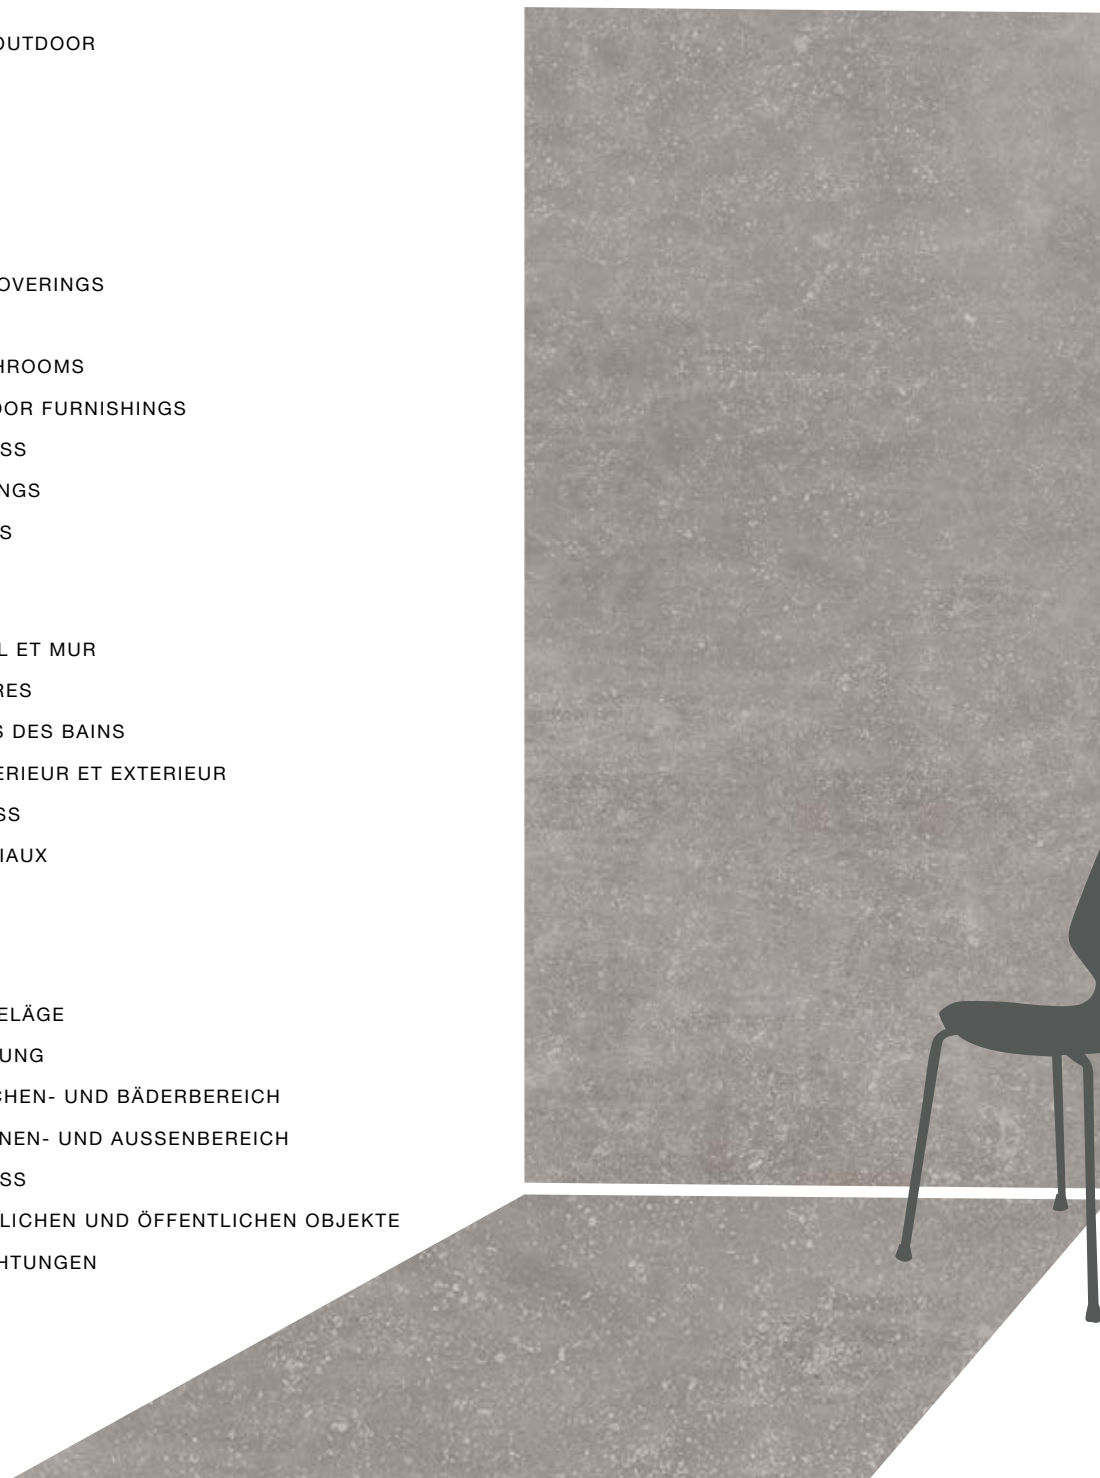 OUTDOOR
OVERINGS
HROOMS
OOR FURNISHINGS
SS
NGS
S
L ET MUR
RES
S DES BAINS
ERIEUR ET EXTERIEUR
SS
IAUX
ELÄGE
UNG
CHEN- UND BÄDERBEREICH
NEN- UND AUSSENBEREICH
SS
LICHEN UND ÖFFENTLICHEN OBJEKTE
HTUNGEN